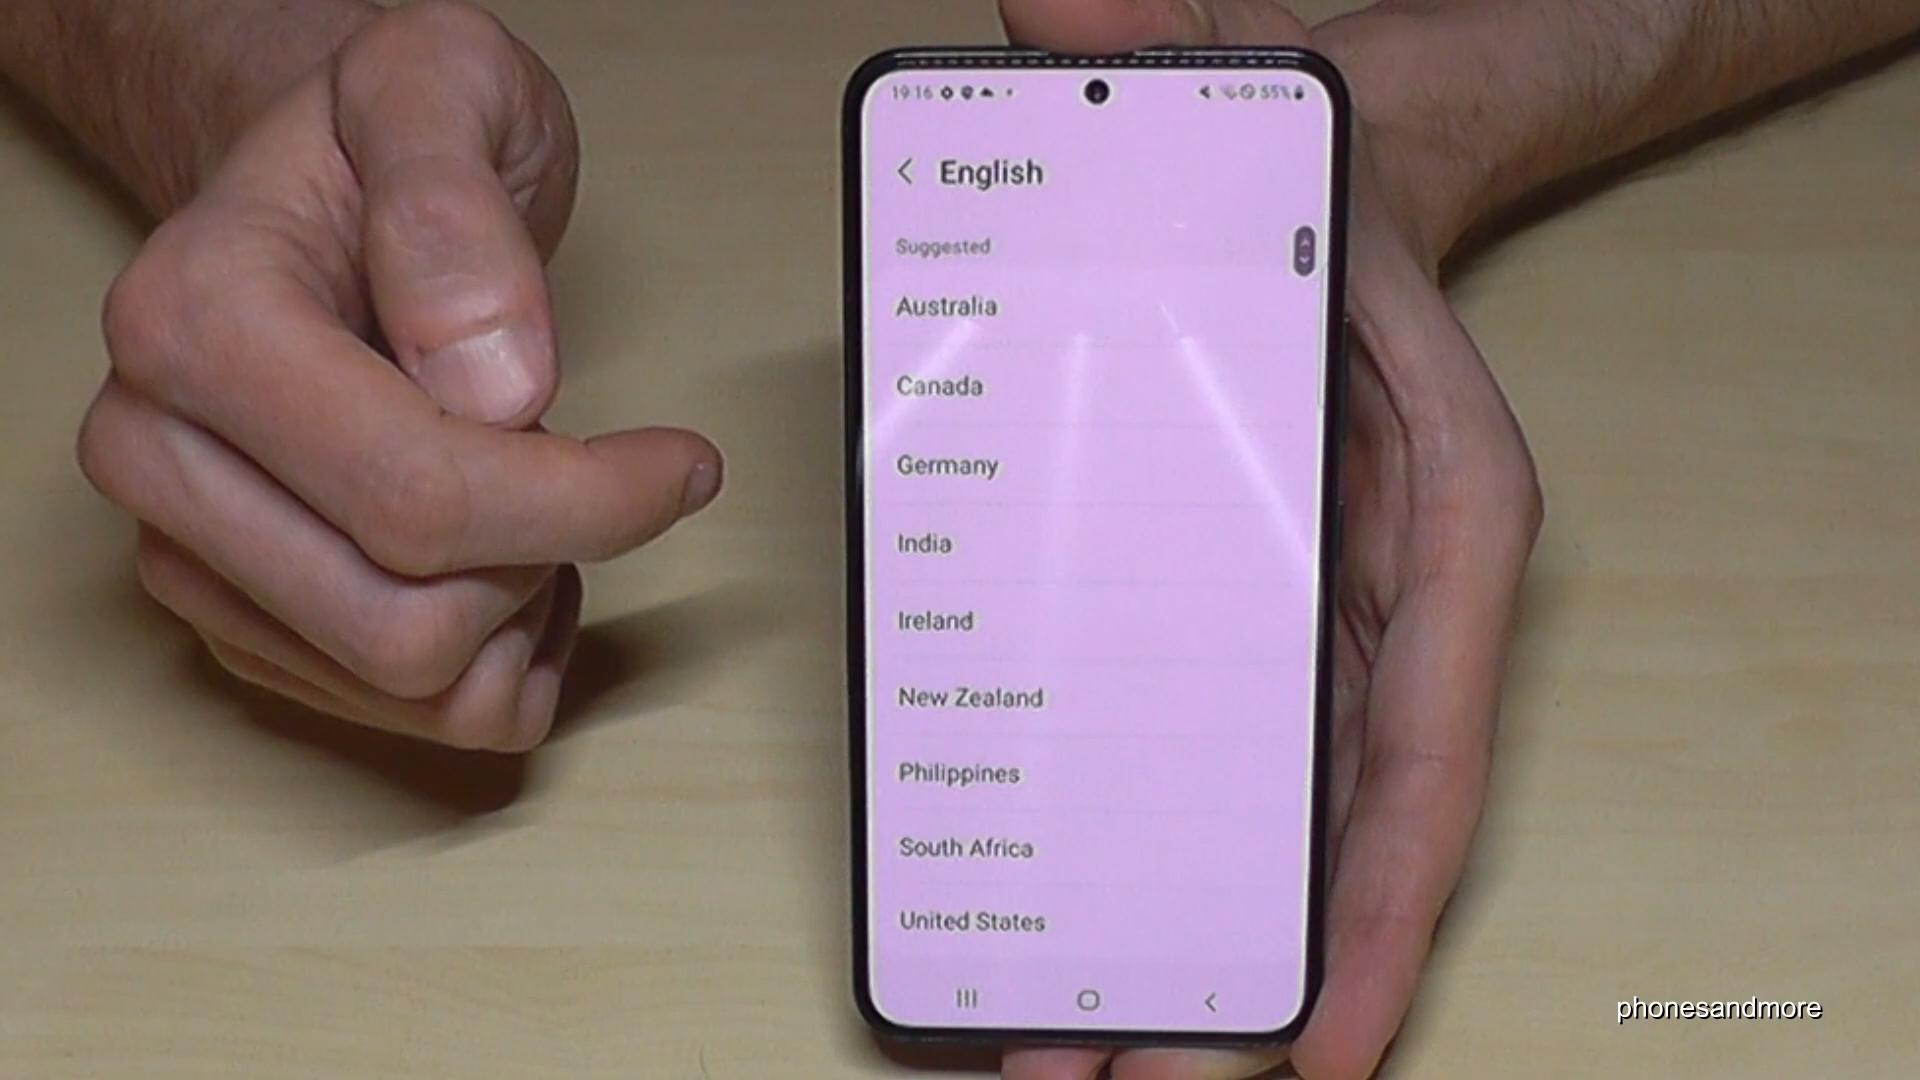 19:16
55%
English
Suggested
Australia
Canada
Germany
India
Ireland
New Zealand
Philippines
South Africa
United States
phonesandmore